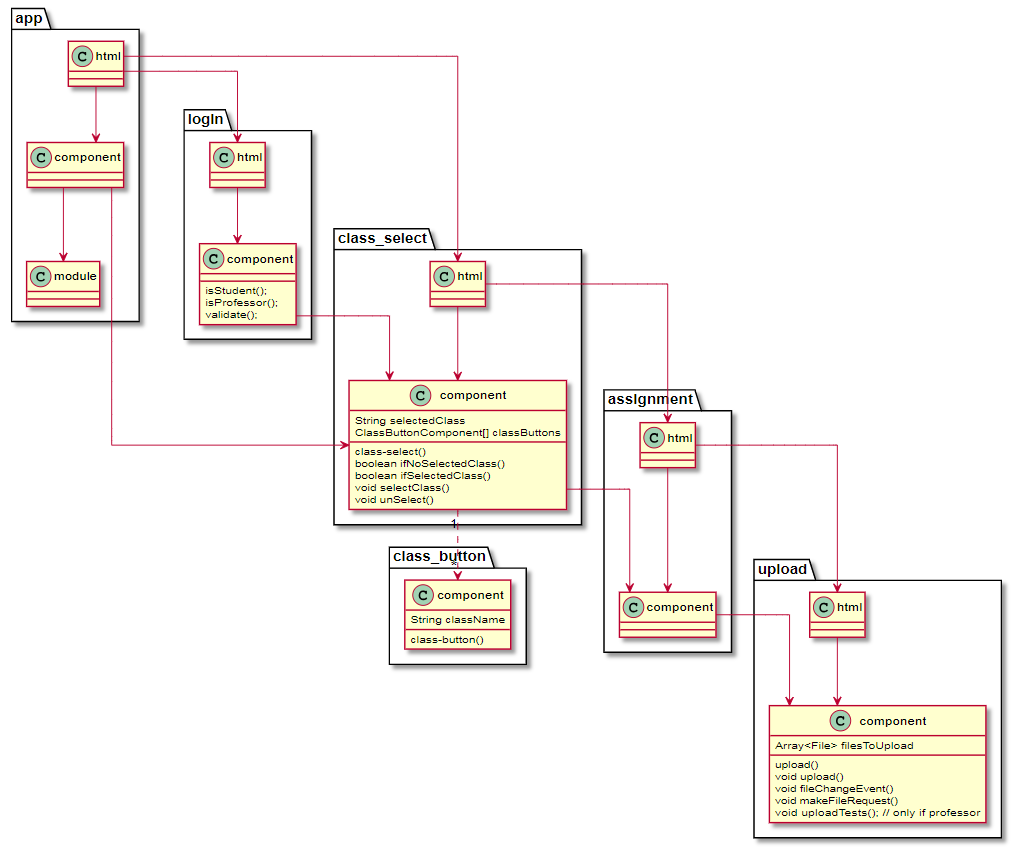 app
C html
C component
C module
logIn
C html
C component
isStudent();
isProfessor();
validate();
class_select
C html
C component
String selectedClass
ClassButtonComponent[] classButtons
class-select()
boolean ifNoSelectedClass()
boolean ifSelectedClass()
void selectClass()
void unSelect()
1
*
class_button
C component
String className
class-button()
assignment
C html
C component
upload
C html
C component
Array<File> filesToUpload
upload()
void upload()
void fileChangeEvent()
void makeFileRequest()
void uploadTests(); // only if professor